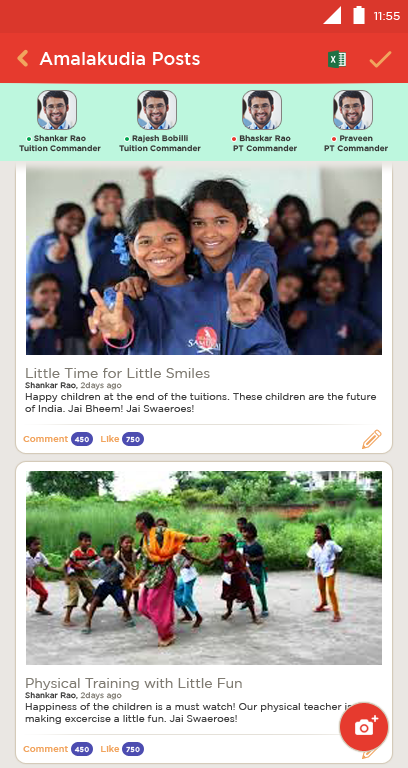 11:55
Amalakudia Posts
Shankar Rao
Tuition Commander
Rajesh Bobilli
Tuition Commander
Bhaskar Rao
PT Commander
Praveen
PT Commander
Little Time for Little Smiles
Shankar Rao, 2days ago
Happy children at the end of the tuitions. These children are the future
of India. Jai Bheem! Jai Swaeroes!
Comment 450 Like 750
Physical Training with Little Fun
Shankar Rao, 2days ago
Happiness of the children is a must watch! Our physical teacher is
making excercise a little fun. Jai Swaeroes!
Comment 450 Like 750